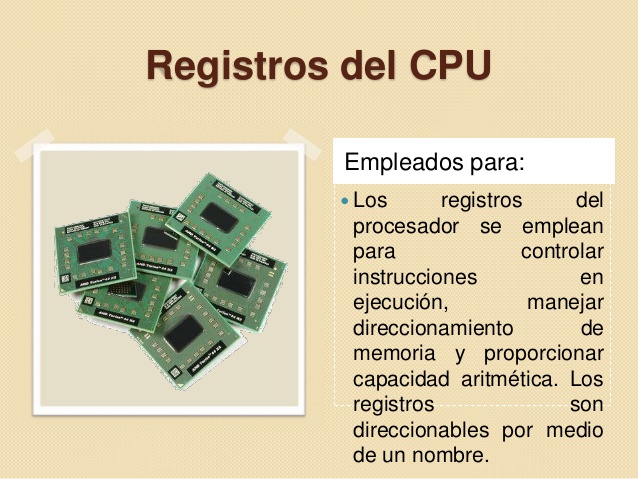 Registros del CPU
Empleados para:
Los registros del
procesador se emplean
para controlar
instrucciones en
ejecución, manejar
direccionamiento de
memoria y proporcionar
capacidad aritmética. Los
registros son
direccionables por medio
de un nombre.